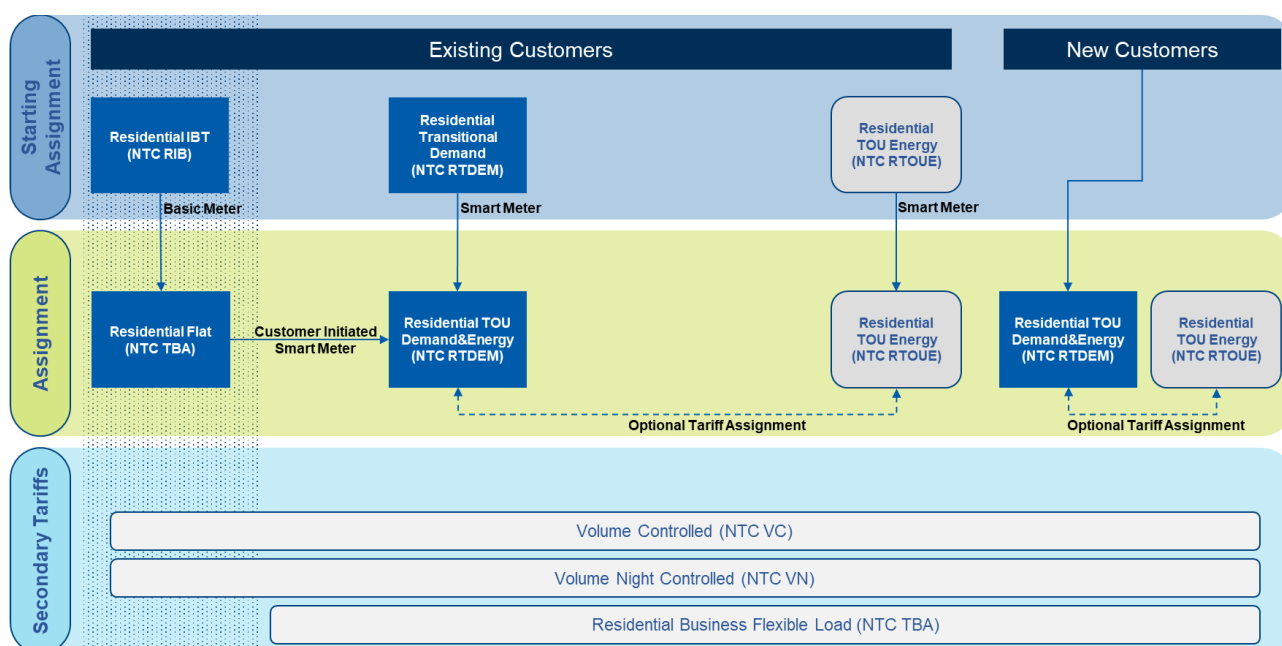 Starting
Assignment
Existing Customers
New Customers
Residential IBT
(NTC RIB)
Residential
Transitional
Demand
(NTC RTDEM)
Residential
TOU Energy
(NTC RTOUE)
Basic Meter
Smart Meter
Smart Meter
Assignment
Residential Flat
(NTC TBA)
Customer Initiated
Smart Meter
Residential TOU
Demand&Energy
(NTC RTDEM)
Residential
TOU Energy
(NTC RTOUE)
Residential TOU
Demand&Energy
(NTC RTDEM)
Residential
TOU Energy
(NTC RTOUE)
Optional Tariff Assignment
Optional Tariff Assignment
Secondary Tariffs
Volume Controlled (NTC VC)
Volume Night Controlled (NTC VN)
Residential Business Flexible Load (NTC TBA)